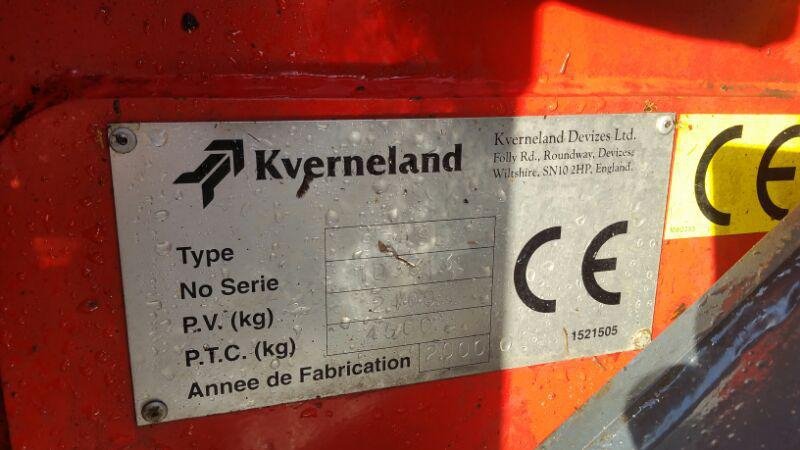 Kverneland
Kverneland Devizes Ltd.
Folly Rd., Roundway, Devizes,
Wiltshire, SN10 2HP, England.
Type
No Serie
P.V. (kg)
P.T.C. (kg)
Annee de Fabrication 2000
CE
1521505
CE